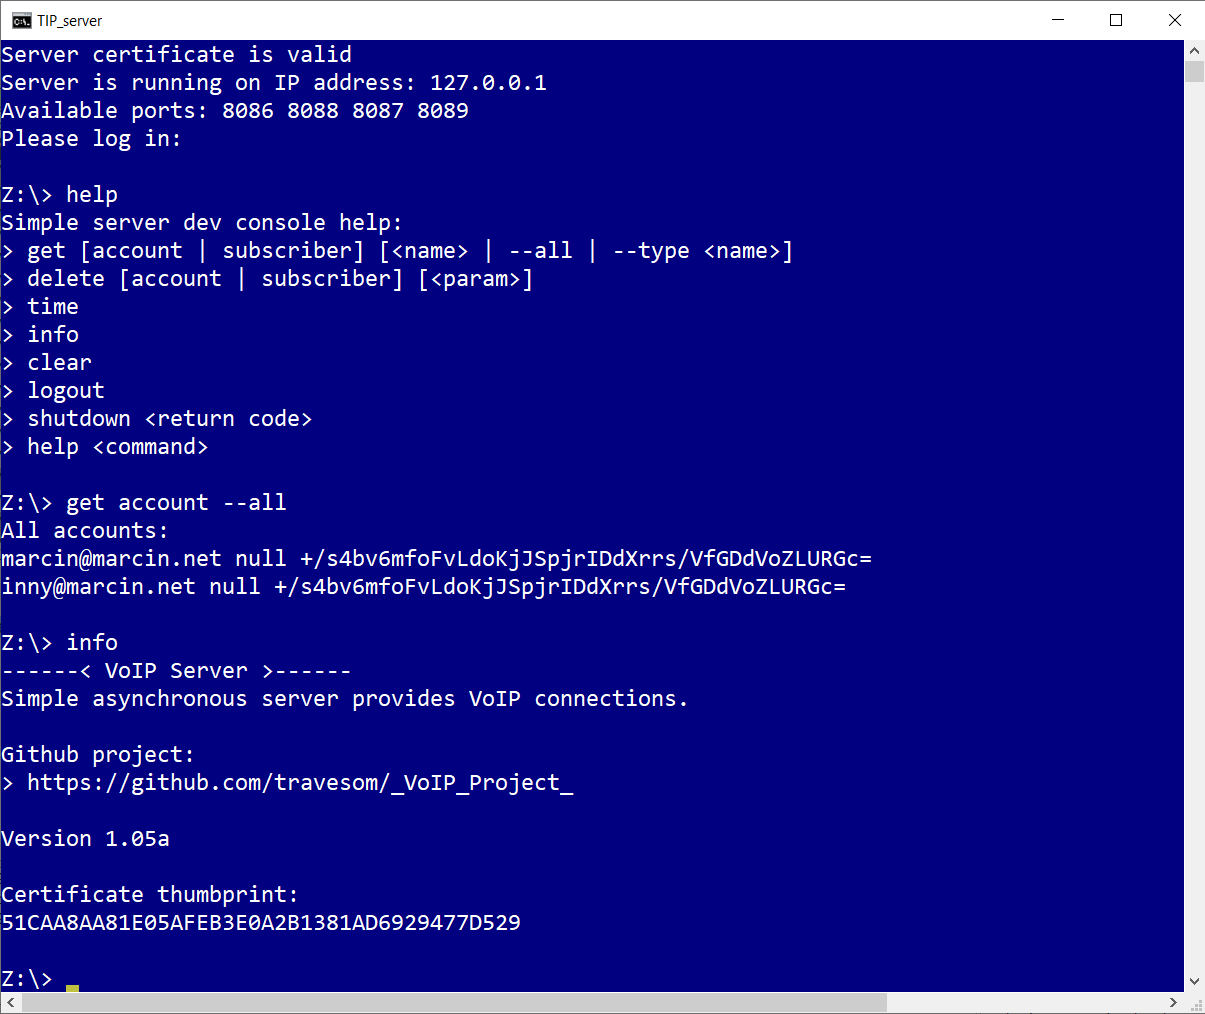 TIP_server
Server certificate is valid
Server is running on IP address: 127.0.0.1
Available ports: 8086 8088 8087 8089
Please log in:
Z:\> help
Simple server dev console help:
> get [account | subscriber] [<name> | --all | --type <name>]
> delete [account | subscriber] [<param>]
> time
> info
> clear
> logout
> shutdown <return code>
> help <command>
Z:\> get account --all
All accounts:
marcin@marcin.net null +/s4bv6mfoFvLdoKjJSpjrIDdXrrs/VfGDdVoZLURGc=
inny@marcin.net null +/s4bv6mfoFvLdoKjJSpjrIDdXrrs/VfGDdVoZLURGc=
Z:\> info
------< VoIP Server >------
Simple asynchronous server provides VoIP connections.
Github project:
> https://github.com/travesom/_VoIP_Project_
Version 1.05a
Certificate thumbprint:
51CAA8AA81E05AFEB3E0A2B1381AD6929477D529
Z:\>